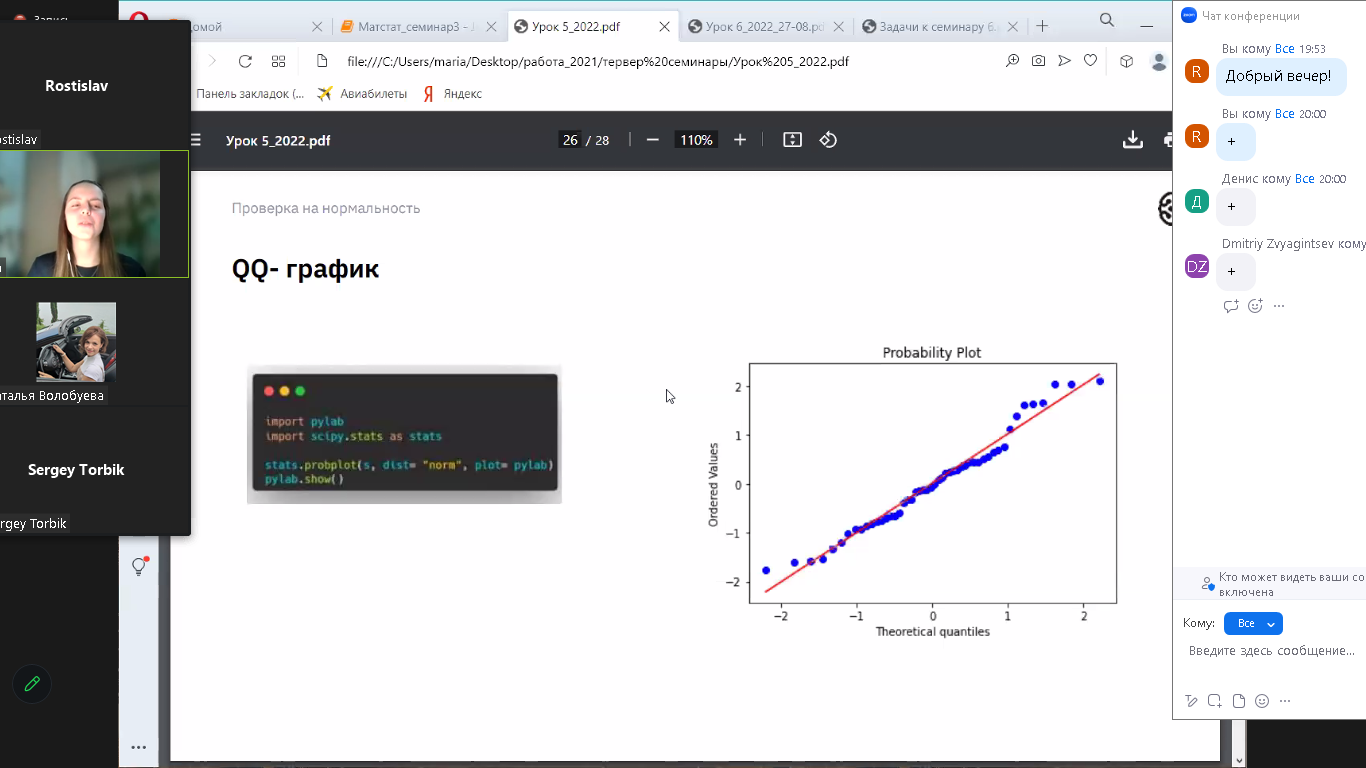 Запись
Rostislav
ostislav
аталья Волобуева
Sergey Torbik
rgey Torbik
домой
Матстат_семинар3 - J
Урок 5_2022.pdf
Урок 6_2022_27-08.pd
Задачи к семинару 6.
file:///C:/Users/maria/Desktop/работа_2021/тервер%20семинары/Урок%205_2022.pdf
Панель закладок (...
Авиабилеты
Яндекс
Урок 5_2022.pdf
26 / 28
110%
Проверка на нормальность
QQ- график
import pylab
import scipy.stats as stats
stats.probplot(s, dist= "norm", plot= pylab)
pylab.show()
Probability Plot
Ordered Values
2
1
0
−1
−2
−2
−1
0
1
2
Theoretical quantiles
Чат конференции
Вы кому Все 19:53
R
Добрый вечер!
Вы кому Все 20:00
R
+
Денис кому Все 20:00
Д
+
Dmitriy Zvyagintsev кому
DZ
+
Кто может видеть ваши со
включена
Кому: Все
Введите здесь сообщение...